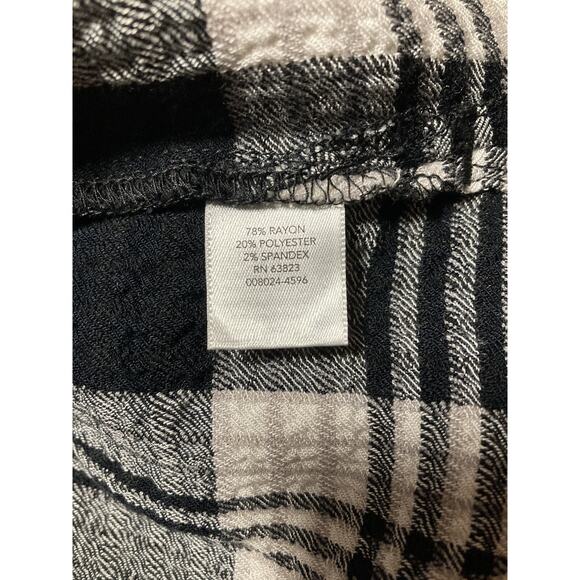 78% RAYON
20% POLYESTER
2% SPANDEX
RN 63823
008024-4596